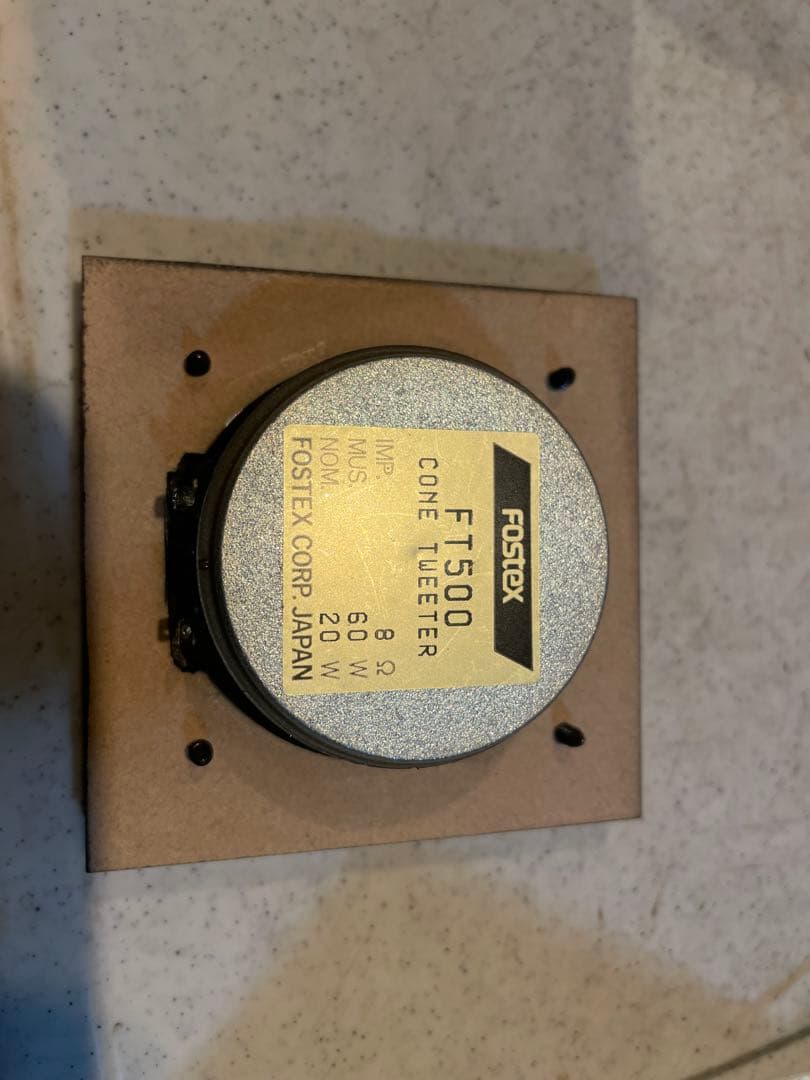 FOSTEX
FT500
CONE TWEETER
IMP. 8 Ω
MUS. 60 W
NOM. 20 W
FOSTEX CORP. JAPAN